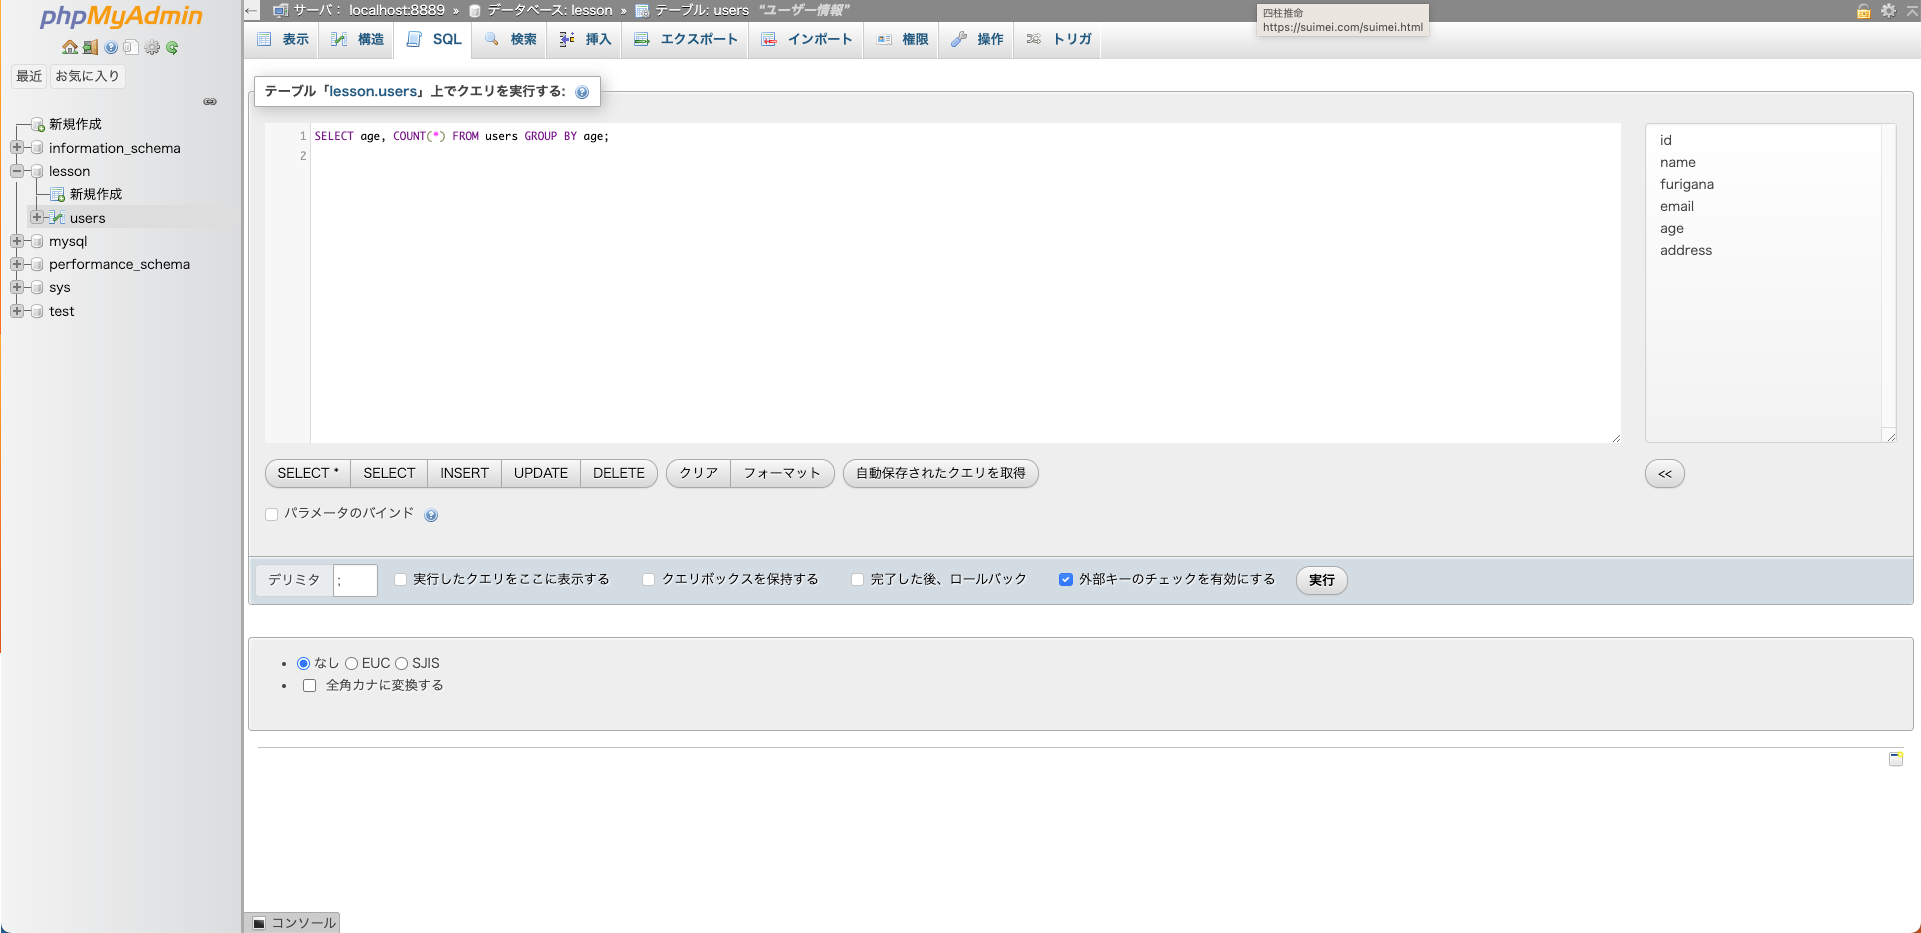 phpMyAdmin
最近 お気に入り
新規作成
information_schema
lesson
新規作成
users
mysql
performance_schema
sys
test
サーバ: localhost:8889 » データベース: lesson » テーブル: users "ユーザー情報"
四柱推命
https://suimei.com/suimei.html
表示 構造 SQL 検索 挿入 エクスポート インポート 権限 操作 トリガ
テーブル「lesson.users」上でクエリを実行する:
1 SELECT age, COUNT(*) FROM users GROUP BY age;
2
id
name
furigana
email
age
address
SELECT * SELECT INSERT UPDATE DELETE クリア フォーマット 自動保存されたクエリを取得 <<
パラメータのバインド
デリミタ ; 実行したクエリをここに表示する クエリボックスを保持する 完了した後、ロールバック 外部キーのチェックを有効にする 実行
なし EUC SJIS
全角カナに変換する
コンソール